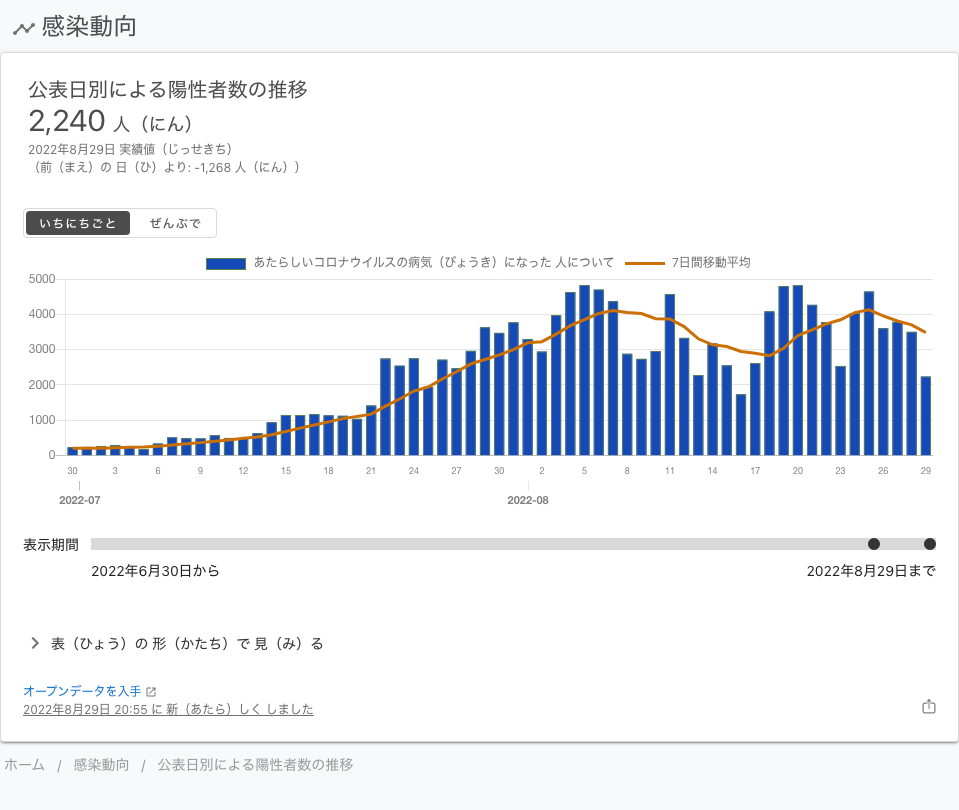 感染動向
公表日別による陽性者数の推移
2,240 人（にん）
2022年8月29日 実績値（じっせきち）
（前（まえ）の 日（ひ）より: -1,268 人（にん））
いちにちごと ぜんぶで
あたらしいコロナウイルスの病気（びょうき）になった 人について 7日間移動平均
5000
4000
3000
2000
1000
0
30 3 6 9 12 15 18 21 24 27 30 2 5 8 11 14 17 20 23 26 29
2022-07 2022-08
表示期間
2022年6月30日から 2022年8月29日まで
表（ひょう）の 形（かたち）で 見（み）る
オープンデータを入手
2022年8月29日 20:55 に 新（あたら）しく しました
ホーム / 感染動向 / 公表日別による陽性者数の推移